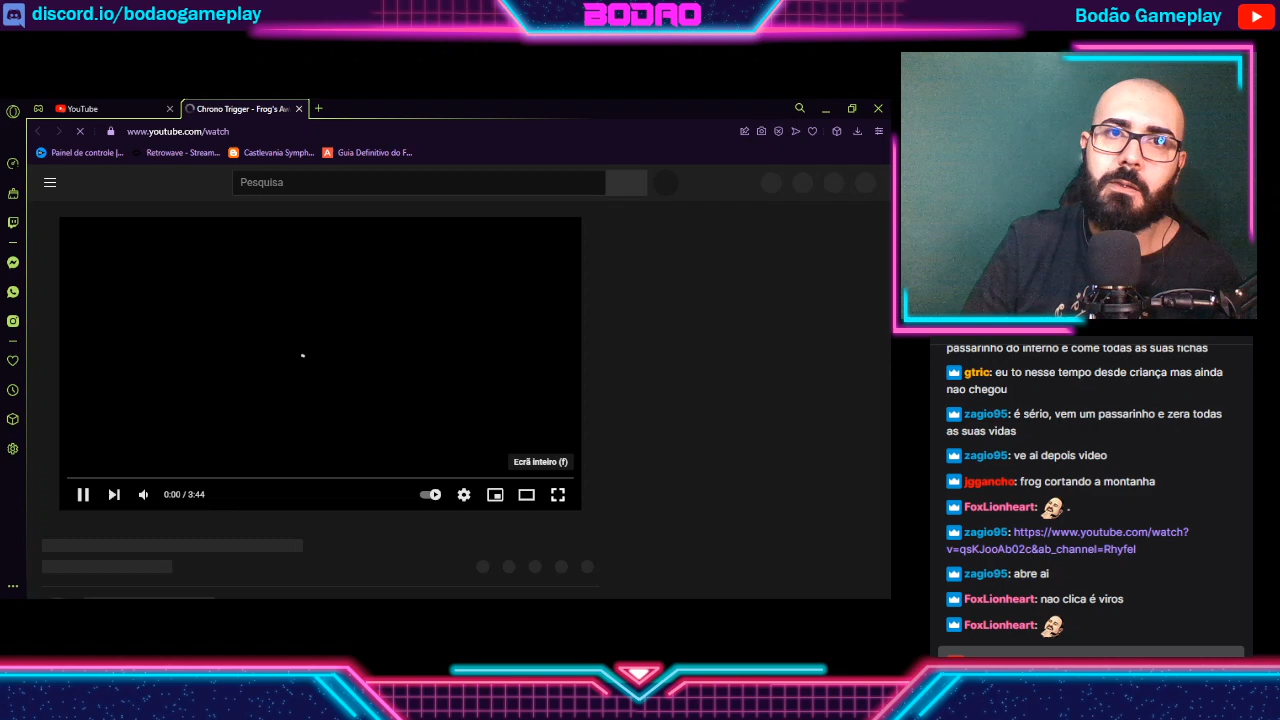 discord.io/bodaogameplay
BODAO
Bodão Gameplay
YouTube
Chrono Trigger - Frog's Aw
www.youtube.com/watch
Painel de controle |...
Retrowave - Stream...
Castlevania Symph...
Guia Definitivo do F...
Pesquisa
Ecrã inteiro (f)
0:00 / 3:44
passarinho do inferno e come todas as suas fichas
gtric: eu to nesse tempo desde criança mas ainda
nao chegou
zagio95: é sério, vem um passarinho e zera todas
as suas vidas
zagio95: ve ai depois video
jggancho: frog cortando a montanha
FoxLionheart: .
zagio95: https://www.youtube.com/watch?
v=qsKJooAb02c&ab_channel=Rhyfel
zagio95: abre ai
FoxLionheart: nao clica é viros
FoxLionheart: